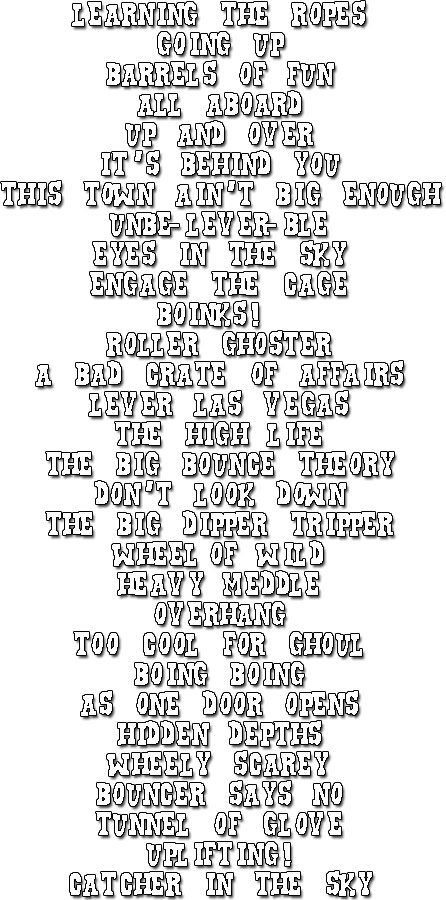 LEARNING THE ROPES
GOING UP
BARRELS OF FUN
ALL ABOARD
UP AND OVER
IT'S BEHIND YOU
THIS TOWN AIN'T BIG ENOUGH
UNBE-LEVER-BLE
EYES IN THE SKY
ENGAGE THE CAGE
BOINKS!
ROLLER GHOSTER
A BAD CRATE OF AFFAIRS
LEVER LAS VEGAS
THE HIGH LIFE
THE BIG BOUNCE THEORY
DON'T LOOK DOWN
THE BIG DIPPER TRIPPER
WHEEL OF WILD
HEAVY MEDDLE
OVERHANG
TOO COOL FOR GHOUL
BOING BOING
AS ONE DOOR OPENS
HIDDEN DEPTHS
WHEELY SCAREY
BOUNCER SAYS NO
TUNNEL OF GLOVE
UPLIFTING!
CATCHER IN THE SKY